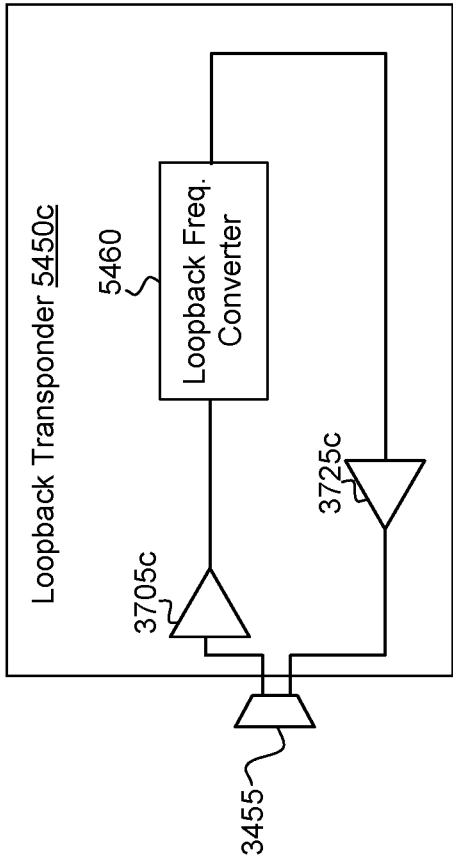 Loopback Transponder 5450c
5460
Loopback Freq.
Converter
3705c
3725c
3455